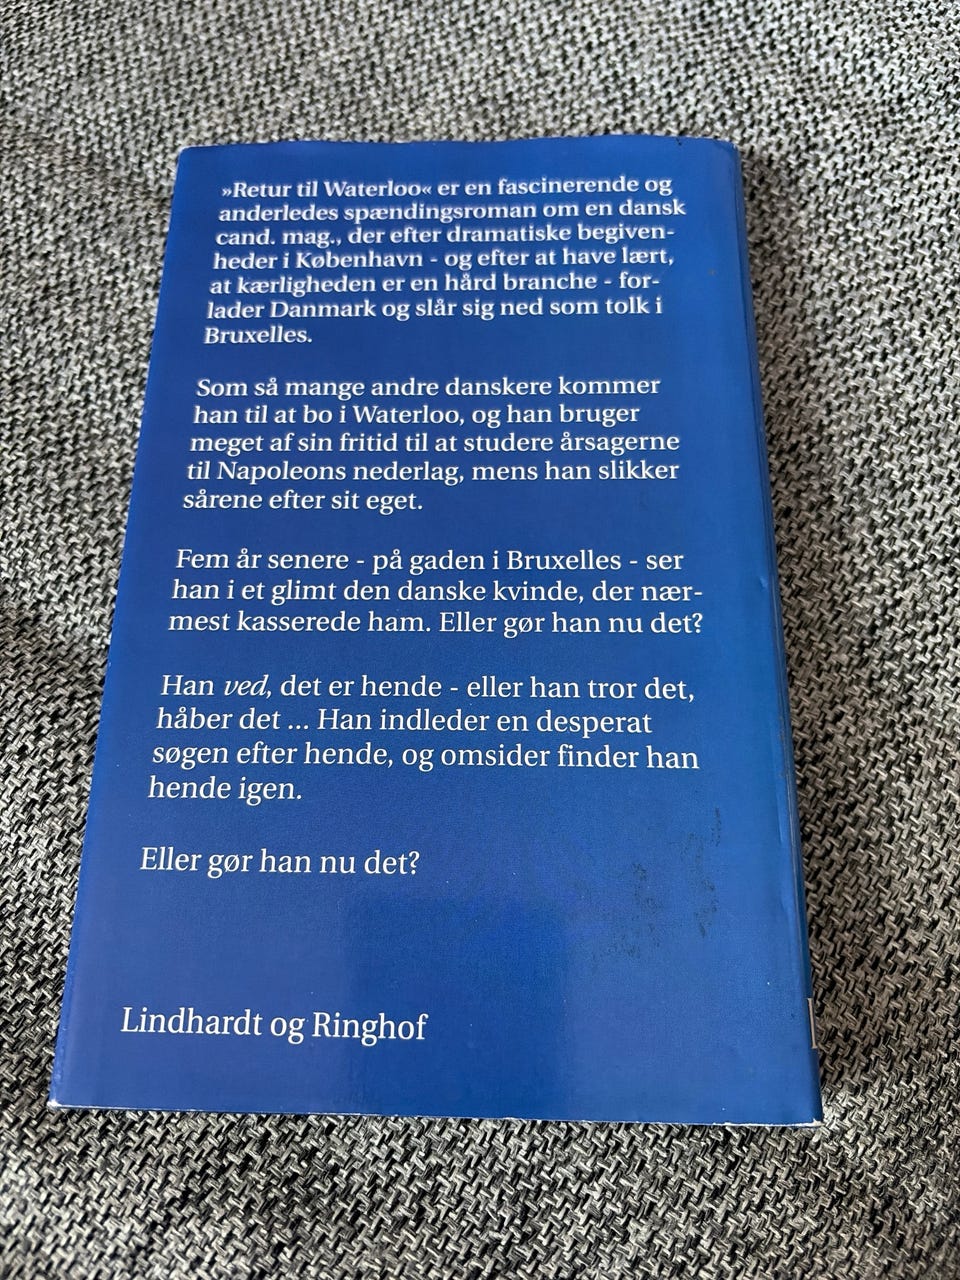 »Retur til Waterloo« er en fascinerende og
anderledes spændingsroman om en dansk
cand. mag., der efter dramatiske begiven-
heder i København - og efter at have lært,
at kærligheden er en hård branche - for-
lader Danmark og slår sig ned som tolk i
Bruxelles.
Som så mange andre danskere kommer
han til at bo i Waterloo, og han bruger
meget af sin fritid til at studere årsagerne
til Napoleons nederlag, mens han slikker
sårene efter sit eget.
Fem år senere - på gaden i Bruxelles - ser
han i et glimt den danske kvinde, der nær-
mest kasserede ham. Eller gør han nu det?
Han ved, det er hende - eller han tror det,
håber det ... Han indleder en desperat
søgen efter hende, og omsider finder han
hende igen.
Eller gør han nu det?
Lindhardt og Ringhof